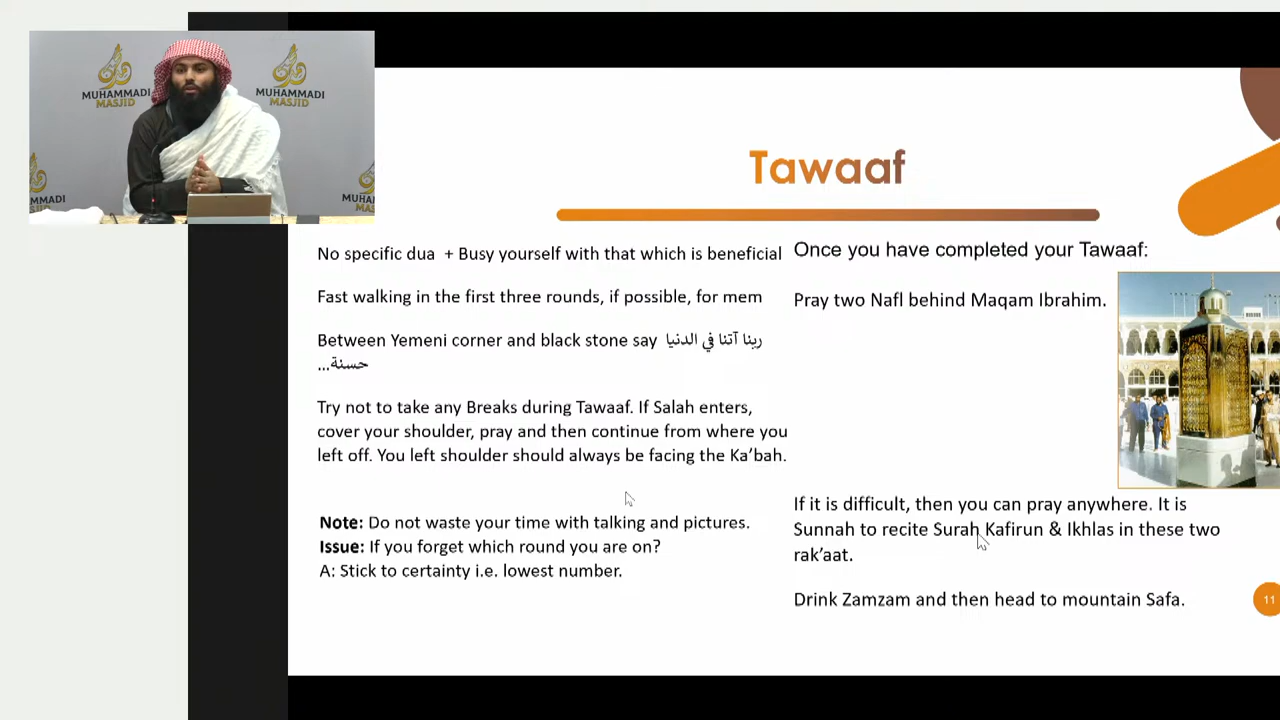 MUHAMMADI
MASJID
MUHAMMADI
MASJID
MMADI
SJID
MUH
M
Tawaaf
No specific dua + Busy yourself with that which is beneficial
Fast walking in the first three rounds, if possible, for mem
Between Yemeni corner and black stone say ربنا آتنا في الدنيا
حسنة...
Try not to take any Breaks during Tawaaf. If Salah enters,
cover your shoulder, pray and then continue from where you
left off. You left shoulder should always be facing the Ka’bah.
Note: Do not waste your time with talking and pictures.
Issue: If you forget which round you are on?
A: Stick to certainty i.e. lowest number.
Once you have completed your Tawaaf:
Pray two Nafl behind Maqam Ibrahim.
If it is difficult, then you can pray anywhere. It is
Sunnah to recite Surah Kafirun & Ikhlas in these two
rak’aat.
Drink Zamzam and then head to mountain Safa.
11